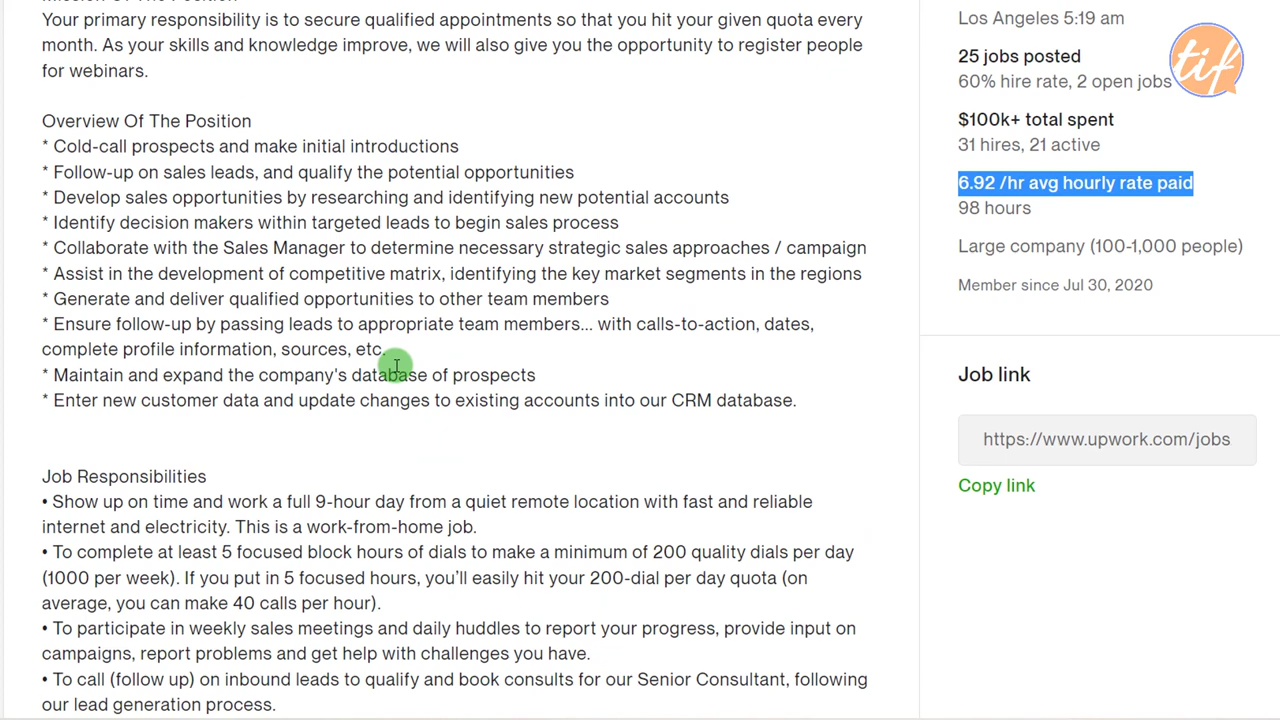 Your primary responsibility is to secure qualified appointments so that you hit your given quota every
month. As your skills and knowledge improve, we will also give you the opportunity to register people
for webinars.
Overview Of The Position
* Cold-call prospects and make initial introductions
* Follow-up on sales leads, and qualify the potential opportunities
* Develop sales opportunities by researching and identifying new potential accounts
* Identify decision makers within targeted leads to begin sales process
* Collaborate with the Sales Manager to determine necessary strategic sales approaches / campaign
* Assist in the development of competitive matrix, identifying the key market segments in the regions
* Generate and deliver qualified opportunities to other team members
* Ensure follow-up by passing leads to appropriate team members... with calls-to-action, dates,
complete profile information, sources, etc.
* Maintain and expand the company's database of prospects
* Enter new customer data and update changes to existing accounts into our CRM database.
Job Responsibilities
• Show up on time and work a full 9-hour day from a quiet remote location with fast and reliable
internet and electricity. This is a work-from-home job.
• To complete at least 5 focused block hours of dials to make a minimum of 200 quality dials per day
(1000 per week). If you put in 5 focused hours, you’ll easily hit your 200-dial per day quota (on
average, you can make 40 calls per hour).
• To participate in weekly sales meetings and daily huddles to report your progress, provide input on
campaigns, report problems and get help with challenges you have.
• To call (follow up) on inbound leads to qualify and book consults for our Senior Consultant, following
our lead generation process.
Los Angeles 5:19 am
25 jobs posted
60% hire rate, 2 open jobs
tif
$100k+ total spent
31 hires, 21 active
6.92 /hr avg hourly rate paid
98 hours
Large company (100-1,000 people)
Member since Jul 30, 2020
Job link
https://www.upwork.com/jobs
Copy link